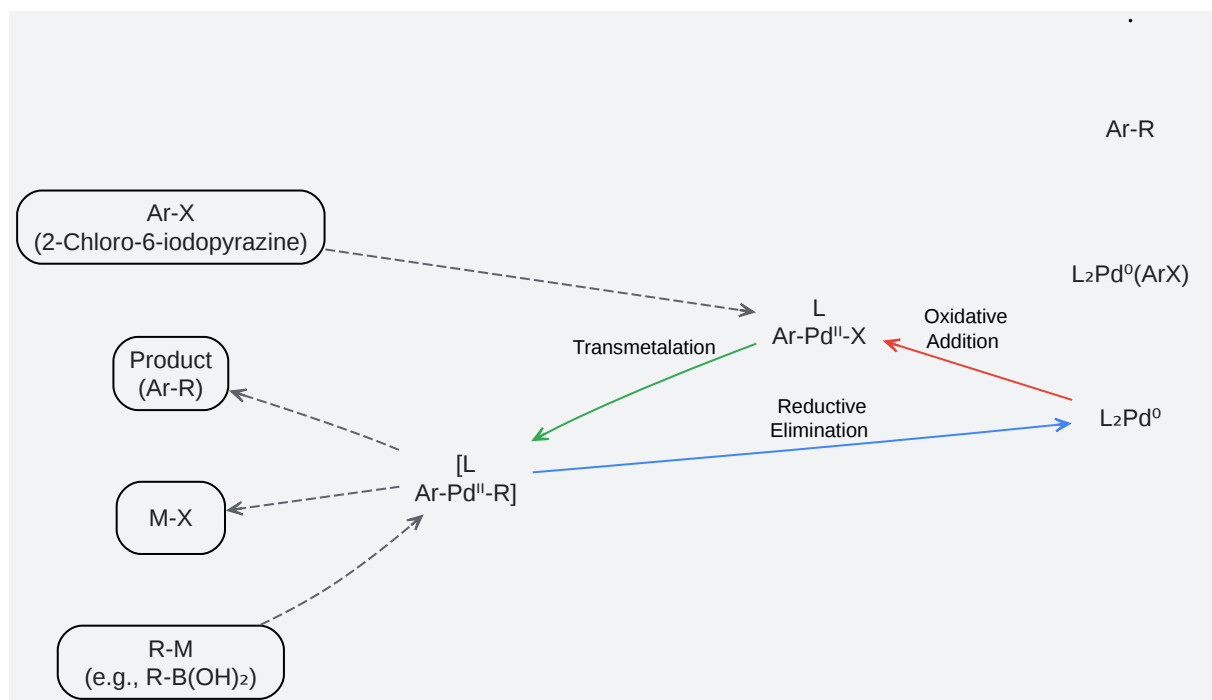 Ar-R
Ar-X
(2-Chloro-6-iodopyrazine)
L₂Pd⁰(ArX)
L
Ar-Pdᴵᴵ-X
Oxidative
Addition
Transmetalation
Product
(Ar-R)
Reductive
Elimination
L₂Pd⁰
[L
Ar-Pdᴵᴵ-R]
M-X
R-M
(e.g., R-B(OH)₂)